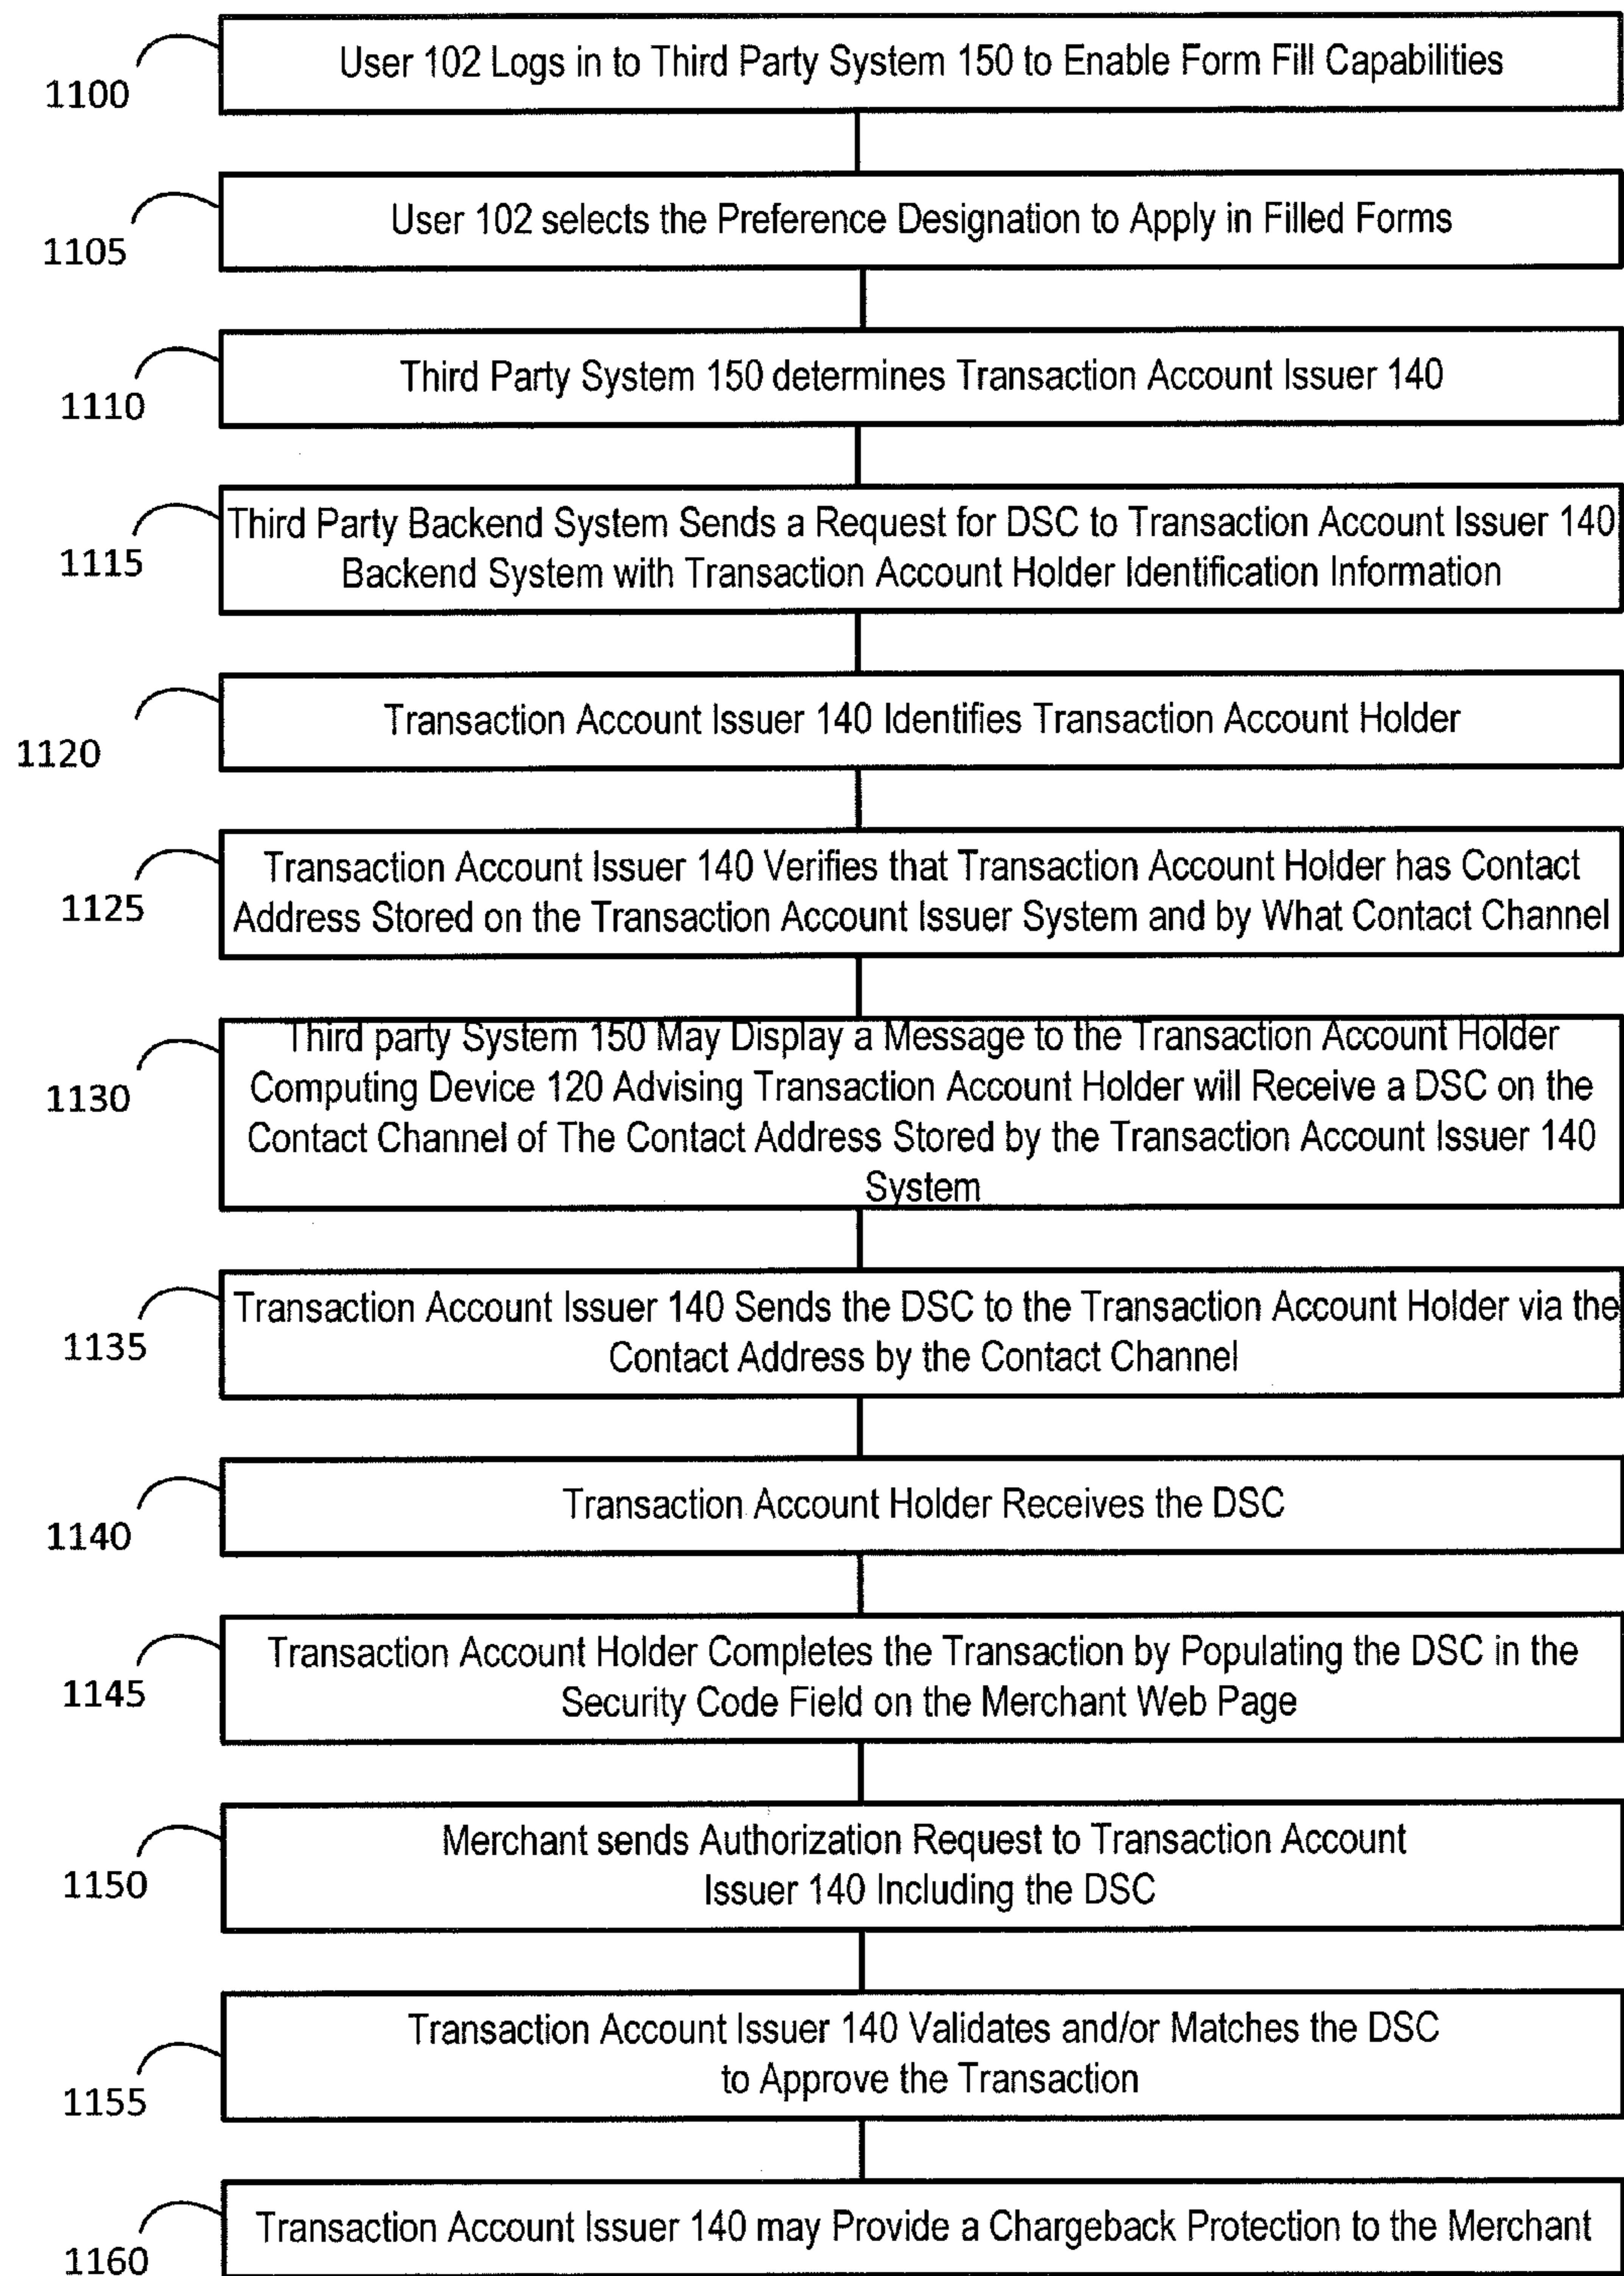 User 102 Logs in to Third Party System 150 to Enable Form Fill Capabilities
1100
User 102 selects the Preference Designation to Apply in Filled Forms
1105
Third Party System 150 determines Transaction Account Issuer 140
1110
Third Party Backend System Sends a Request for DSC to Transaction Account Issuer 140
Backend System with Transaction Account Holder Identification Information
1115
Transaction Account Issuer 140 Identifies Transaction Account Holder
1120
Transaction Account Issuer 140 Verifies that Transaction Account Holder has Contact
Address Stored on the Transaction Account Issuer System and by What Contact Channel
1125
Third party System 150 May Display a Message to the Transaction Account Holder
Computing Device 120 Advising Transaction Account Holder will Receive a DSC on the
Contact Channel of The Contact Address Stored by the Transaction Account Issuer 140
System
1130
Transaction Account Issuer 140 Sends the DSC to the Transaction Account Holder via the
Contact Address by the Contact Channel
1135
Transaction Account Holder Receives the DSC
1140
Transaction Account Holder Completes the Transaction by Populating the DSC in the
Security Code Field on the Merchant Web Page
1145
Merchant sends Authorization Request to Transaction Account
Issuer 140 Including the DSC
1150
Transaction Account Issuer 140 Validates and/or Matches the DSC
to Approve the Transaction
1155
Transaction Account Issuer 140 may Provide a Chargeback Protection to the Merchant
1160